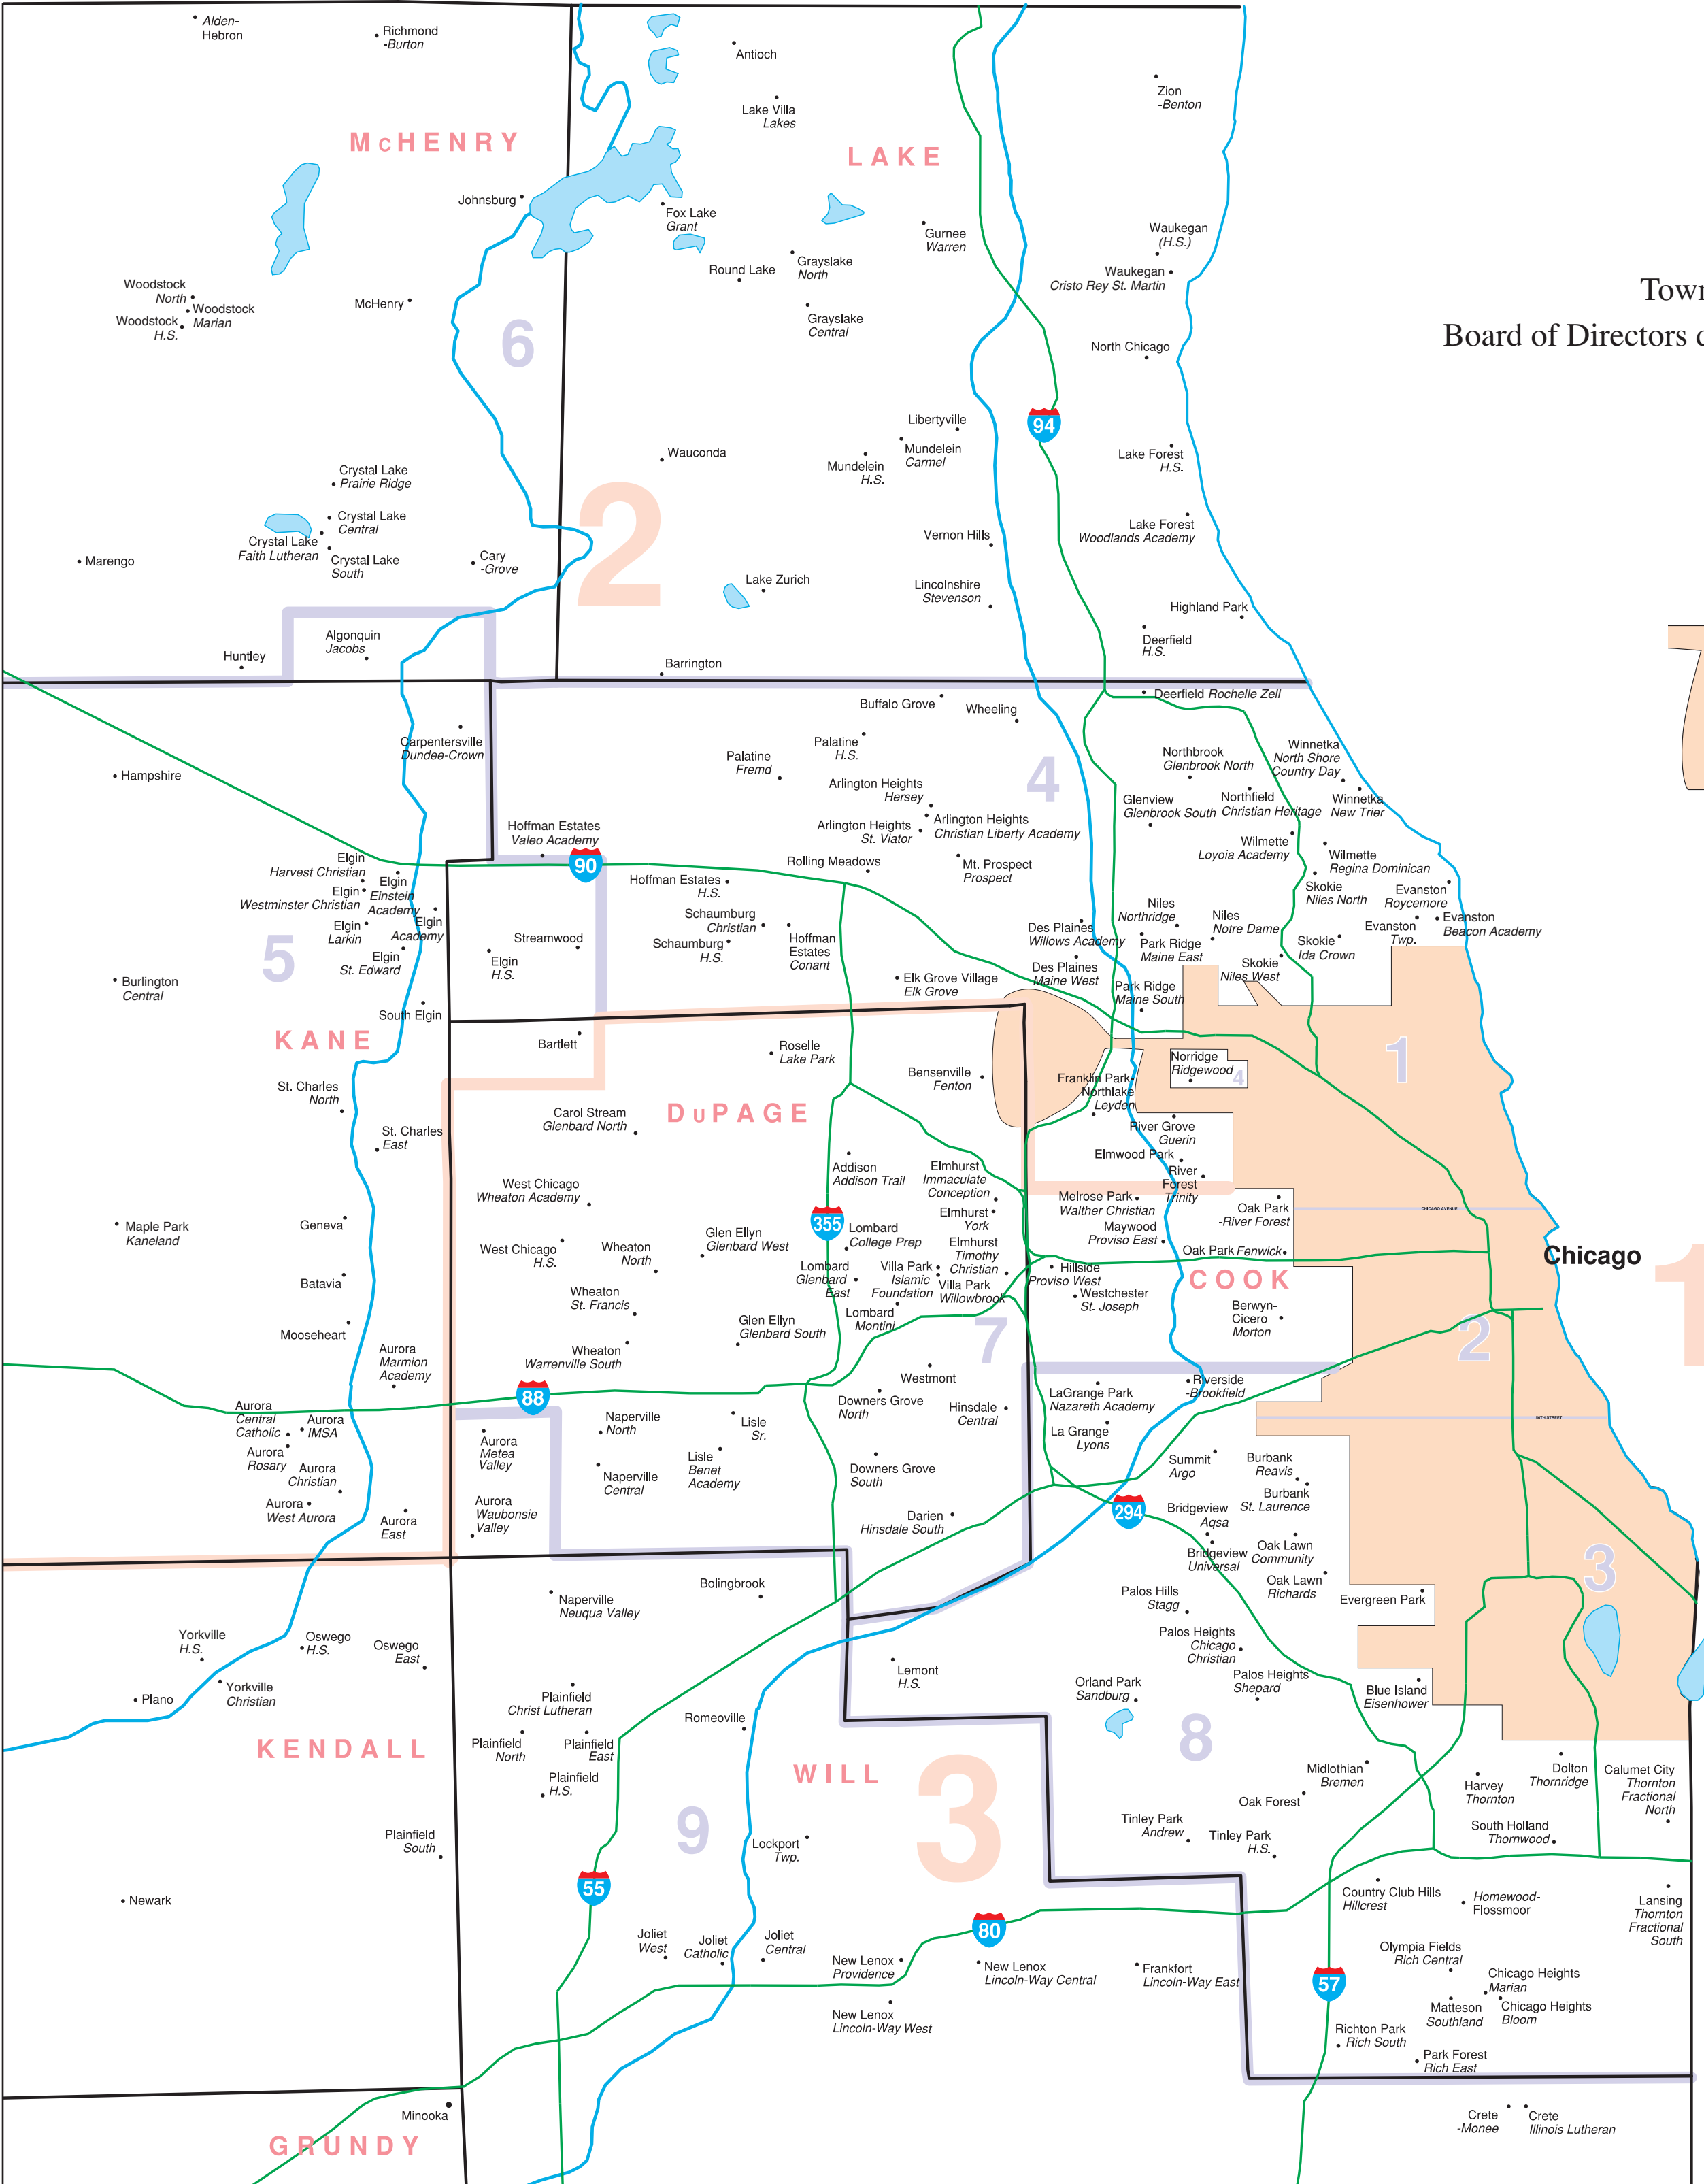 Alden-
Hebron
Richmond
-Burton
Antioch
Lake Villa
Lakes
Zion
-Benton
McHENRY
LAKE
Johnsburg
Fox Lake
Grant
Gurnee
Warren
Waukegan
(H.S.)
Round Lake
Grayslake
North
Waukegan
Cristo Rey St. Martin
Woodstock
North
Woodstock
Marian
Woodstock
H.S.
McHenry
Grayslake
Central
Town
Board of Directors d
6
North Chicago
94
Libertyville
Mundelein
Carmel
Mundelein
H.S.
Wauconda
Lake Forest
H.S.
Crystal Lake
Prairie Ridge
2
Crystal Lake
Central
Crystal Lake
Faith Lutheran
Crystal Lake
South
Lake Forest
Woodlands Academy
Vernon Hills
Marengo
Cary
-Grove
Lake Zurich
Lincolnshire
Stevenson
Highland Park
Algonquin
Jacobs
Deerfield
H.S.
Huntley
Barrington
Deerfield Rochelle Zell
Buffalo Grove
Wheeling
Carpentersville
Dundee-Crown
Palatine
H.S.
Palatine
Fremd
4
Northbrook
Glenbrook North
Winnetka
North Shore
Country Day
Hampshire
Arlington Heights
Hersey
Glenview
Glenbrook South
Northfield
Christian Heritage
Winnetka
New Trier
Hoffman Estates
Valeo Academy
Arlington Heights
St. Viator
Arlington Heights
Christian Liberty Academy
Wilmette
Loyoia Academy
Wilmette
Regina Dominican
90
Rolling Meadows
Mt. Prospect
Prospect
Elgin
Harvest Christian
Elgin
Einstein
Academy
Elgin
Westminster Christian
Hoffman Estates
H.S.
Skokie
Niles North
Evanston
Roycemore
Elgin
Larkin
Elgin
Academy
Schaumburg
Christian
Niles
Northridge
Niles
Notre Dame
Evanston
Twp.
Evanston
Beacon Academy
5
Elgin
St. Edward
Streamwood
Elgin
H.S.
Schaumburg
H.S.
Hoffman
Estates
Conant
Des Plaines
Willows Academy
Park Ridge
Maine East
Skokie
Ida Crown
Des Plaines
Maine West
Skokie
Niles West
Burlington
Central
Elk Grove Village
Elk Grove
Park Ridge
Maine South
South Elgin
KANE
Bartlett
Roselle
Lake Park
Norridge
Ridgewood
4
1
Bensenville
Fenton
Franklin Park-
Northlake
Leyden
St. Charles
North
DuPAGE
Carol Stream
Glenbard North
St. Charles
East
River Grove
Guerin
Elmwood Park
River
Forest
Trinity
Addison
Addison Trail
Elmhurst
Immaculate
Conception
West Chicago
Wheaton Academy
Melrose Park
Walther Christian
Oak Park
-River Forest
CHICAGO AVENUE
Maple Park
Kaneland
Geneva
355
Elmhurst
York
Maywood
Proviso East
Glen Ellyn
Glenbard West
Lombard
College Prep
Elmhurst
Timothy
Christian
Oak Park Fenwick
Chicago
West Chicago
H.S.
Wheaton
North
Lombard
Glenbard
East
Villa Park
Islamic
Foundation
Villa Park
Willowbrook
Hillside
Proviso West
COOK
1
Batavia
Westchester
St. Joseph
Wheaton
St. Francis
Lombard
Montini
Berwyn-
Cicero
Morton
Mooseheart
Glen Ellyn
Glenbard South
7
2
Wheaton
Warrenville South
Aurora
Marmion
Academy
Westmont
Riverside
-Brookfield
88
Downers Grove
North
Hinsdale
Central
LaGrange Park
Nazareth Academy
Aurora
Central
Catholic
Aurora
IMSA
Naperville
North
Lisle
Sr.
La Grange
Lyons
56TH STREET
Aurora
Metea
Valley
Aurora
Rosary
Aurora
Christian
Lisle
Benet
Academy
Naperville
Central
Downers Grove
South
Summit
Argo
Burbank
Reavis
Burbank
St. Laurence
Aurora
West Aurora
Aurora
East
Aurora
Waubonsie
Valley
Darien
Hinsdale South
294
Bridgeview
Aqsa
Bridgeview
Universal
Oak Lawn
Community
3
Oak Lawn
Richards
Evergreen Park
Bolingbrook
Naperville
Neuqua Valley
Palos Hills
Stagg
Yorkville
H.S.
Oswego
H.S.
Oswego
East
Palos Heights
Chicago
Christian
Lemont
H.S.
Palos Heights
Shepard
Blue Island
Eisenhower
Yorkville
Christian
Plano
Plainfield
Christ Lutheran
Orland Park
Sandburg
Romeoville
KENDALL
Plainfield
North
Plainfield
East
8
WILL
3
Plainfield
H.S.
Midlothian
Bremen
Dolton
Thornridge
Harvey
Thornton
Calumet City
Thornton
Fractional
North
Oak Forest
9
Plainfield
South
Lockport
Twp.
Tinley Park
Andrew
Tinley Park
H.S.
South Holland
Thornwood
55
Newark
Country Club Hills
Hillcrest
Homewood-
Flossmoor
Lansing
Thornton
Fractional
South
80
Joliet
West
Joliet
Catholic
Joliet
Central
New Lenox
Providence
New Lenox
Lincoln-Way Central
Frankfort
Lincoln-Way East
57
Olympia Fields
Rich Central
Chicago Heights
Marian
Matteson
Southland
Chicago Heights
Bloom
New Lenox
Lincoln-Way West
Richton Park
Rich South
Park Forest
Rich East
Minooka
Crete
-Monee
Crete
Illinois Lutheran
GRUNDY